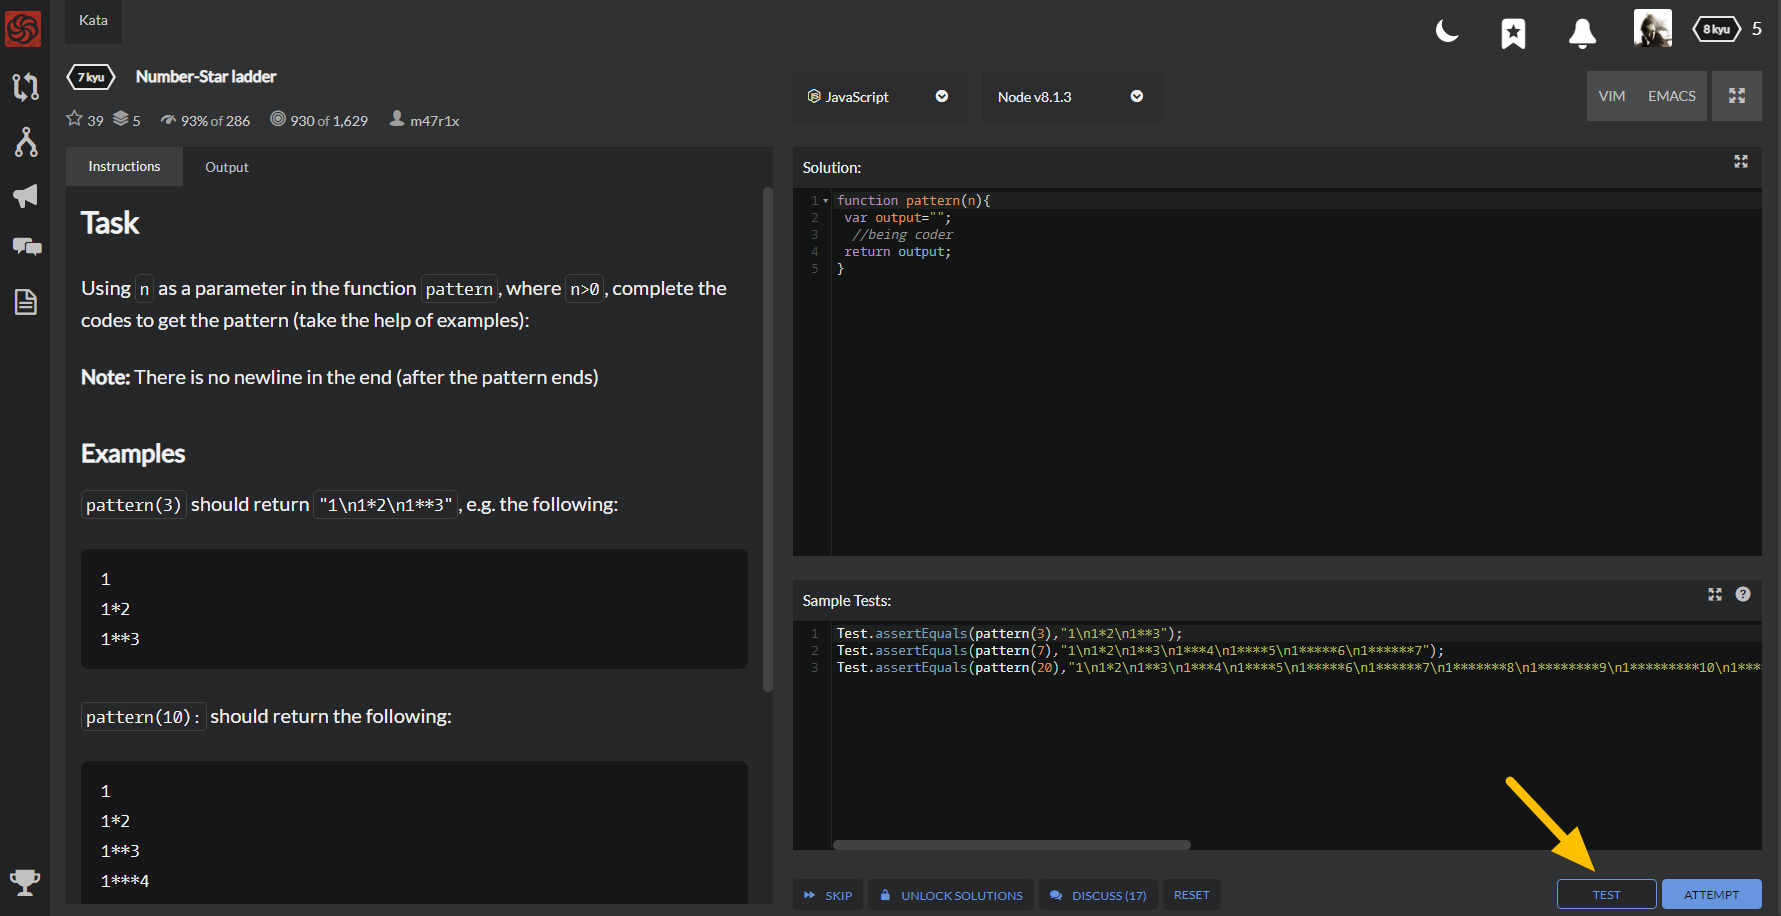 Kata
8 kyu 5
7 kyu Number-Star ladder
39 5 93% of 286 930 of 1,629 m47r1x
JavaScript
Node v8.1.3
VIM EMACS
Instructions Output
Task
Using n as a parameter in the function pattern, where n>0, complete the
codes to get the pattern (take the help of examples):
Note: There is no newline in the end (after the pattern ends)
Examples
pattern(3) should return "1\n1*2\n1**3", e.g. the following:
1
1*2
1**3
pattern(10): should return the following:
1
1*2
1**3
1***4
Solution:
1 function pattern(n){
2 var output="";
3 //being coder
4 return output;
5 }
Sample Tests:
1 Test.assertEquals(pattern(3),"1\n1*2\n1**3");
2 Test.assertEquals(pattern(7),"1\n1*2\n1**3\n1***4\n1****5\n1*****6\n1******7");
3 Test.assertEquals(pattern(20),"1\n1*2\n1**3\n1***4\n1****5\n1*****6\n1******7\n1*******8\n1********9\n1*********10\n1****
SKIP UNLOCK SOLUTIONS DISCUSS (17) RESET
TEST ATTEMPT